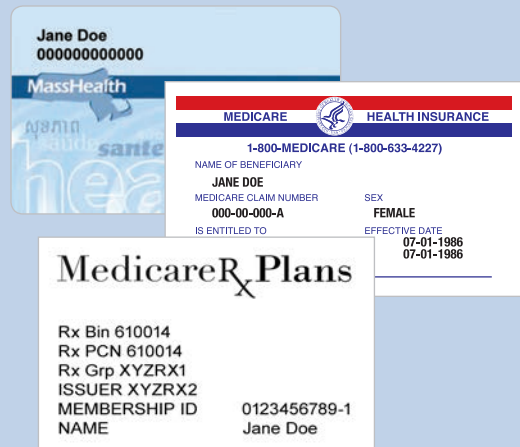 Jane Doe
000000000000
MassHealth
santé
MEDICARE HEALTH INSURANCE
1-800-MEDICARE (1-800-633-4227)
NAME OF BENEFICIARY
JANE DOE
MEDICARE CLAIM NUMBER SEX
000-00-000-A FEMALE
IS ENTITLED TO EFFECTIVE DATE
07-01-1986
07-01-1986
MedicareRx Plans
Rx Bin 610014
Rx PCN 610014
Rx Grp XYZRX1
ISSUER XYZRX2
MEMBERSHIP ID 0123456789-1
NAME Jane Doe